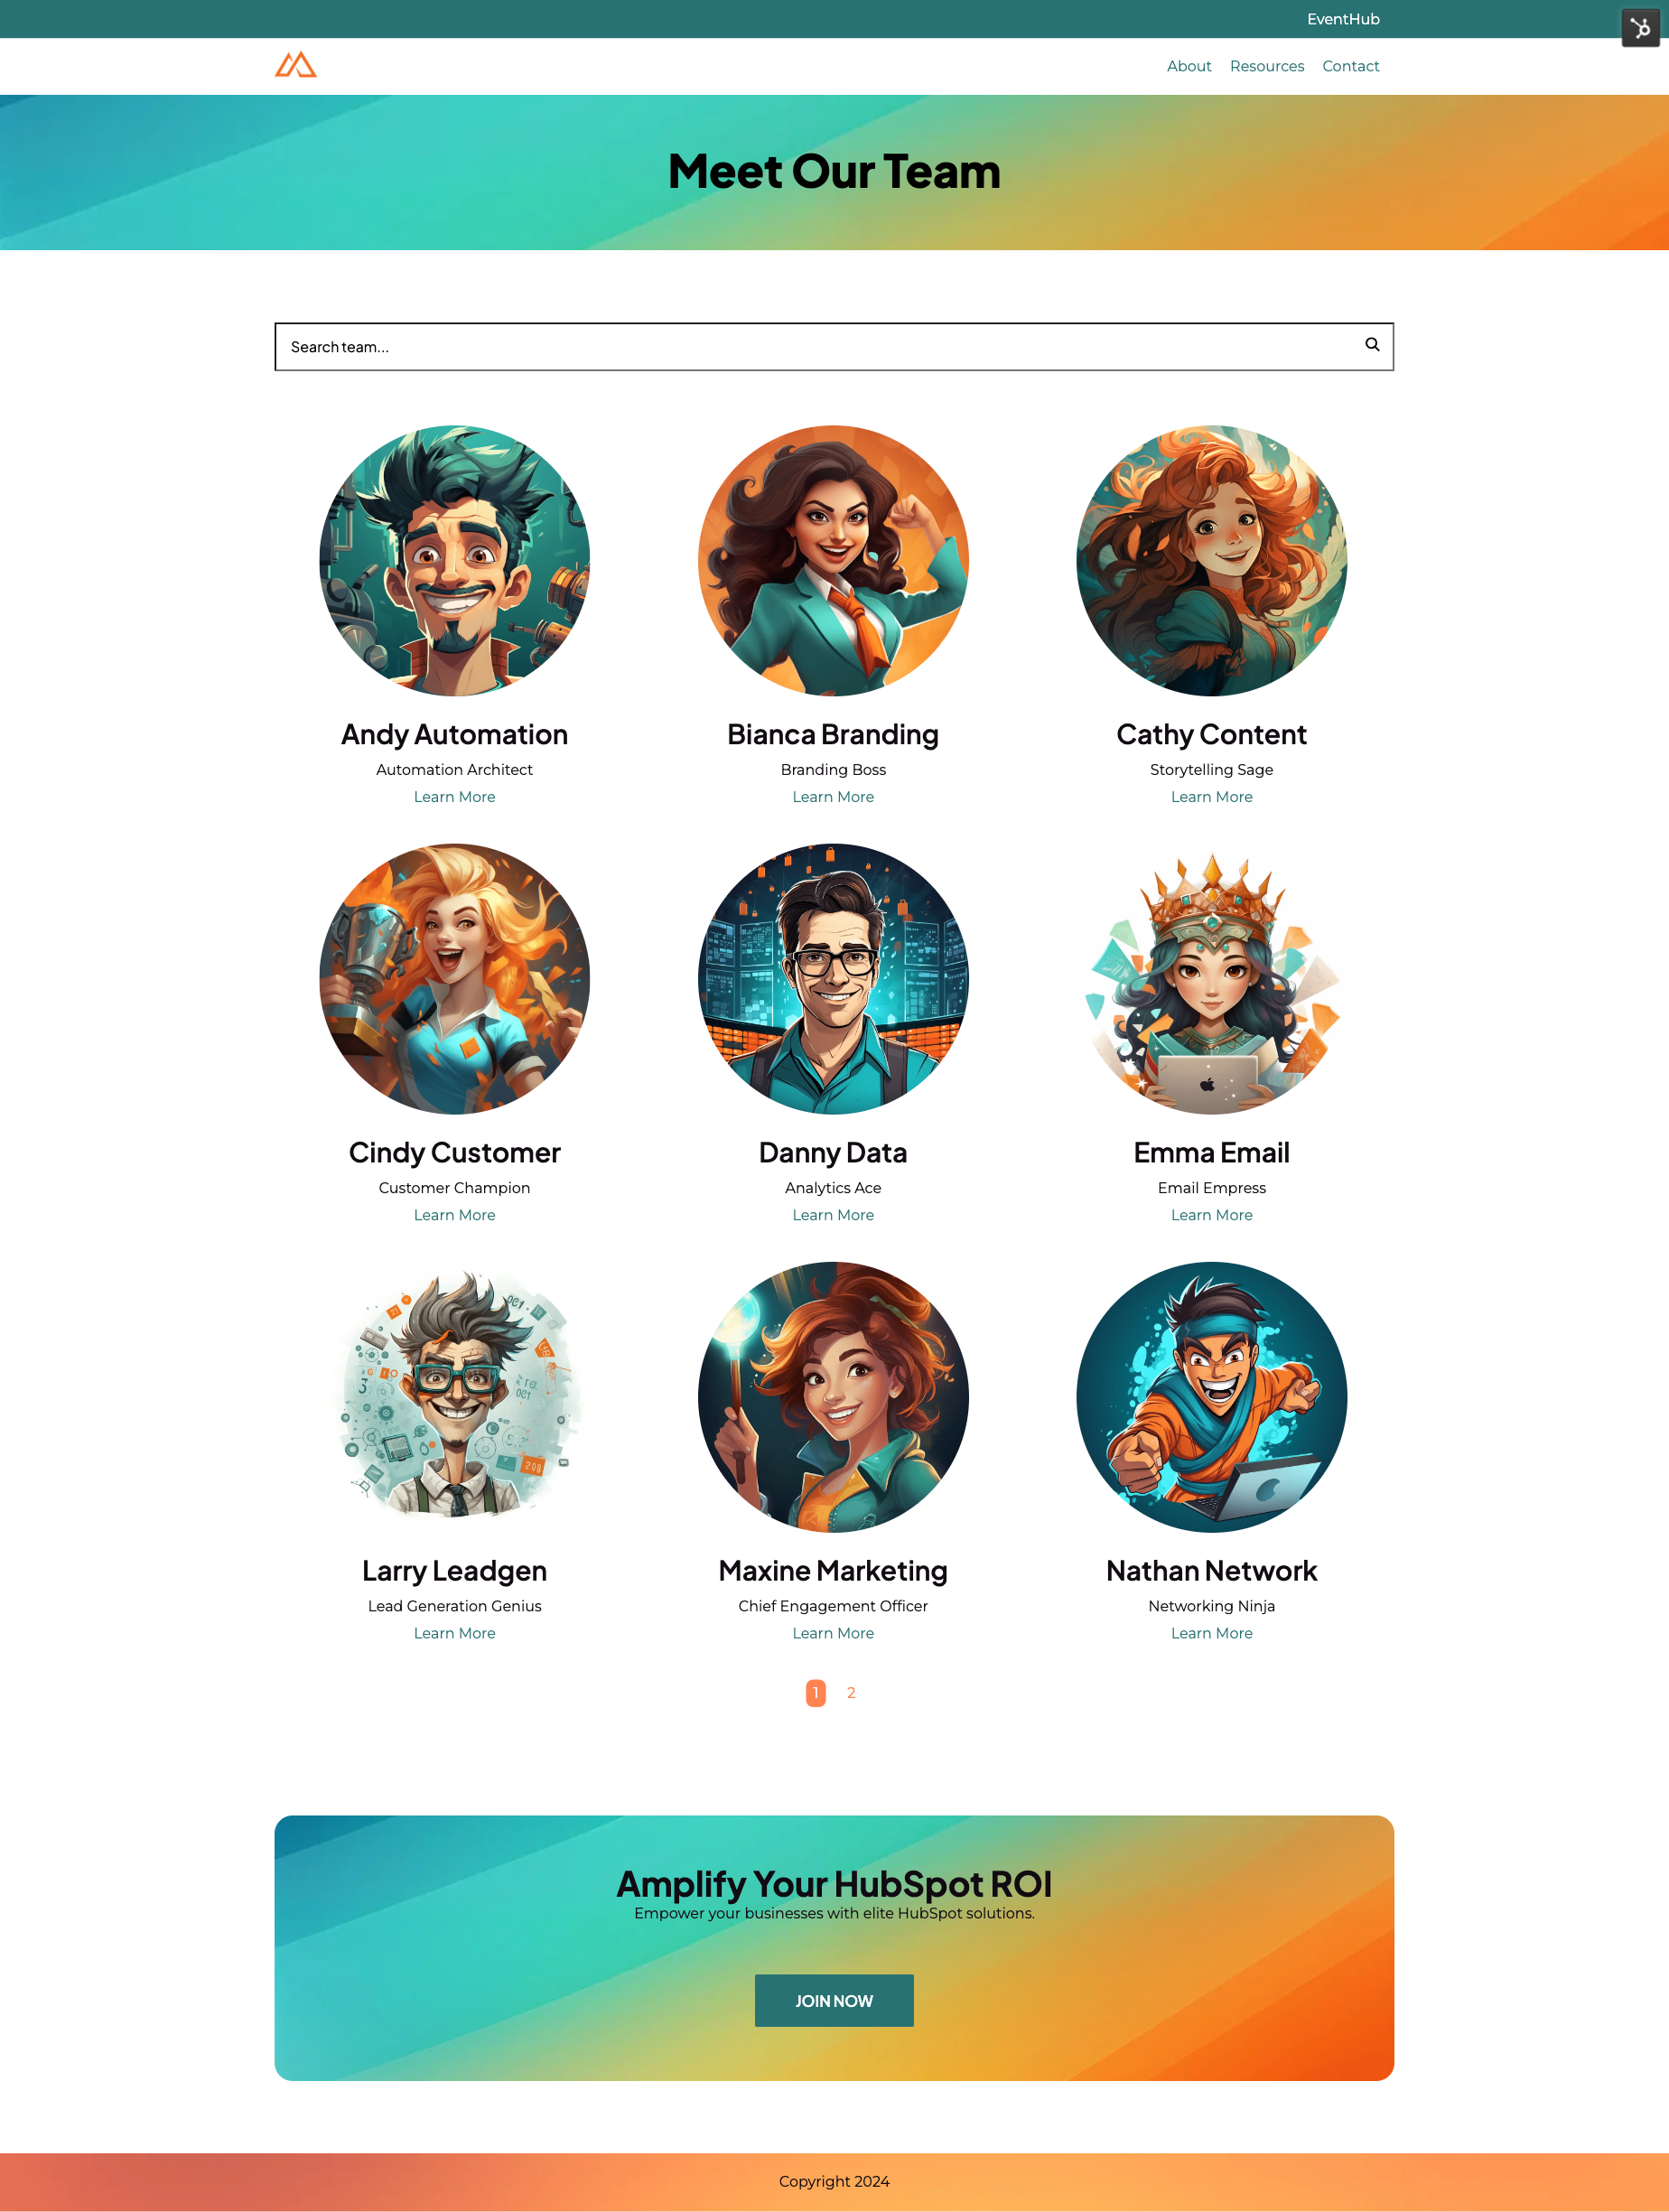 EventHub
About Resources Contact
Meet Our Team
Search team...
Andy Automation
Automation Architect
Learn More
Bianca Branding
Branding Boss
Learn More
Cathy Content
Storytelling Sage
Learn More
Cindy Customer
Customer Champion
Learn More
Danny Data
Analytics Ace
Learn More
Emma Email
Email Empress
Learn More
Larry Leadgen
Lead Generation Genius
Learn More
Maxine Marketing
Chief Engagement Officer
Learn More
Nathan Network
Networking Ninja
Learn More
1 2
Amplify Your HubSpot ROI
Empower your businesses with elite HubSpot solutions.
JOIN NOW
Copyright 2024